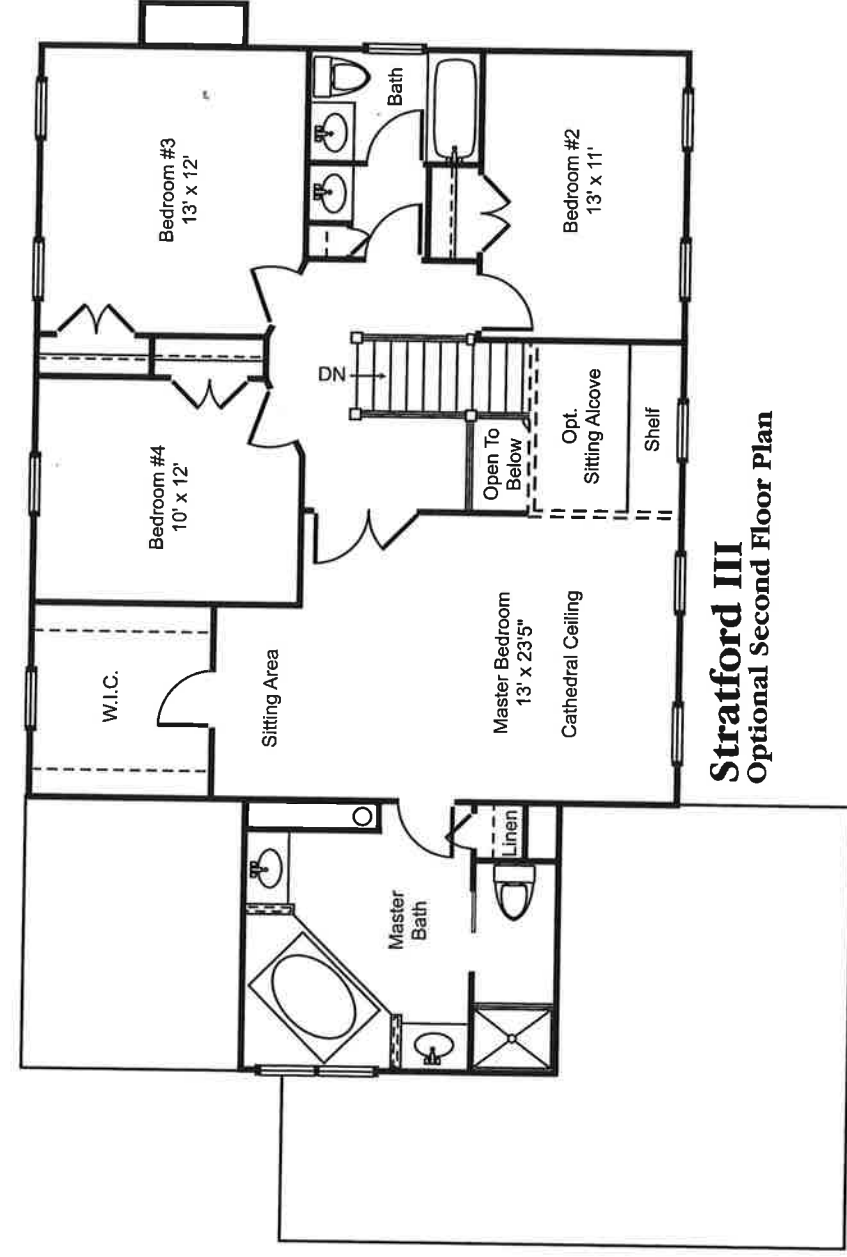 Bedroom #3
13' x 12'
Bath
Bedroom #2
13' x 11'
DN
Bedroom #4
10' x 12'
Open To
Below
Opt.
Sitting Alcove
Shelf
W.I.C.
Sitting Area
Master Bedroom
13' x 23'5"
Cathedral Ceiling
Linen
Master
Bath
Stratford III
Optional Second Floor Plan